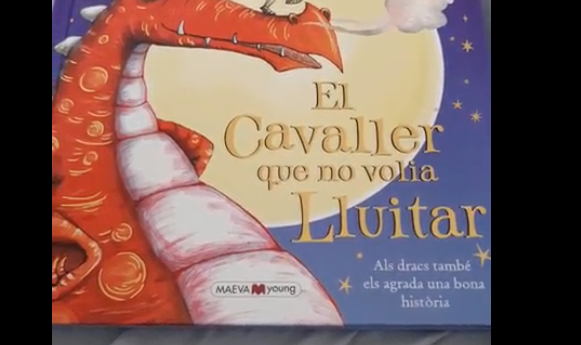 El
Cavaller
que no volia
Lluitar
Als dracs també
els agrada una bona
història
MAEVA young